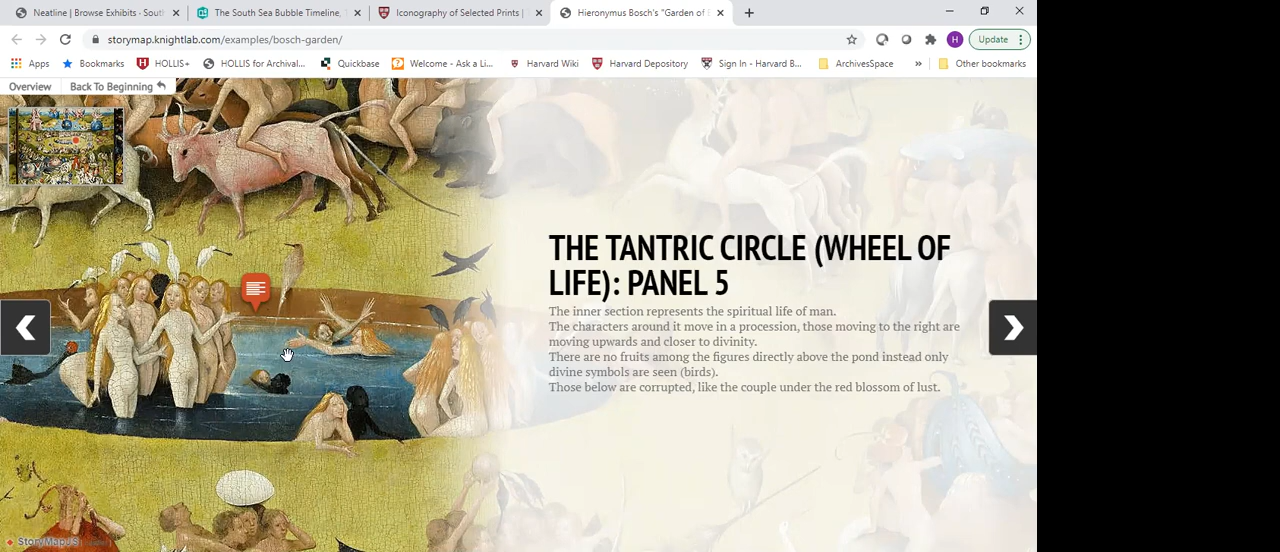 Neatline | Browse Exhibits - Sout
The South Sea Bubble Timeline,
Iconography of Selected Prints |
Hieronymus Bosch's "Garden of
storymap.knightlab.com/examples/bosch-garden/
H
Update
Apps
Bookmarks
HOLLIS+
HOLLIS for Archival...
Quickbase
Welcome - Ask a Li...
Harvard Wiki
Harvard Depository
Sign In - Harvard B...
ArchivesSpace
»
Other bookmarks
Overview
Back To Beginning
THE TANTRIC CIRCLE (WHEEL OF
LIFE): PANEL 5
The inner section represents the spiritual life of man.
The characters around it move in a procession, those moving to the right are
moving upwards and closer to divinity.
There are no fruits among the figures directly above the pond instead only
divine symbols are seen (birds).
Those below are corrupted, like the couple under the red blossom of lust.
StoryMapJS